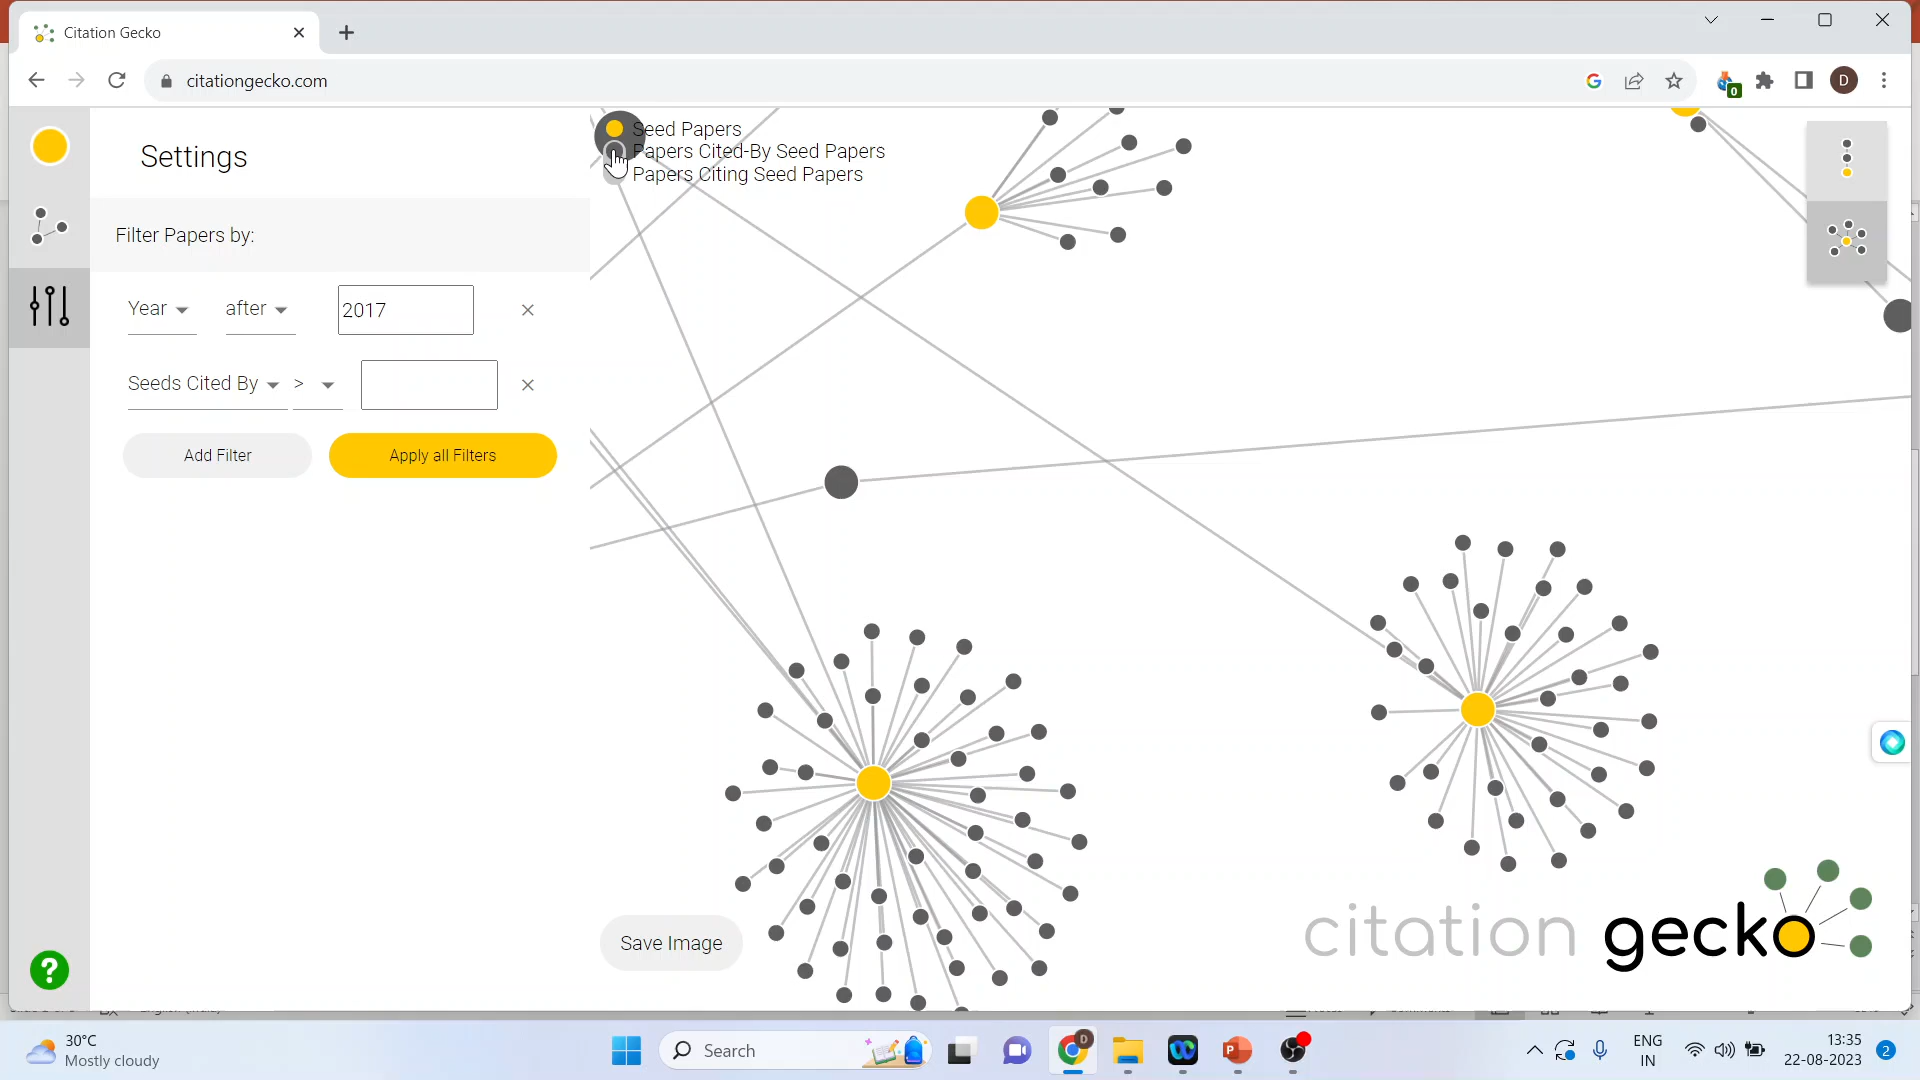 Citation Gecko
citationgecko.com
0
D
Settings
Filter Papers by:
Year after 2017
Seeds Cited By >
Add Filter Apply all Filters
Seed Papers
Papers Cited-By Seed Papers
Papers Citing Seed Papers
Save Image
citation gecko
?
30°C
Mostly cloudy
Search
D
ENG
IN
13:35
22-08-2023
2